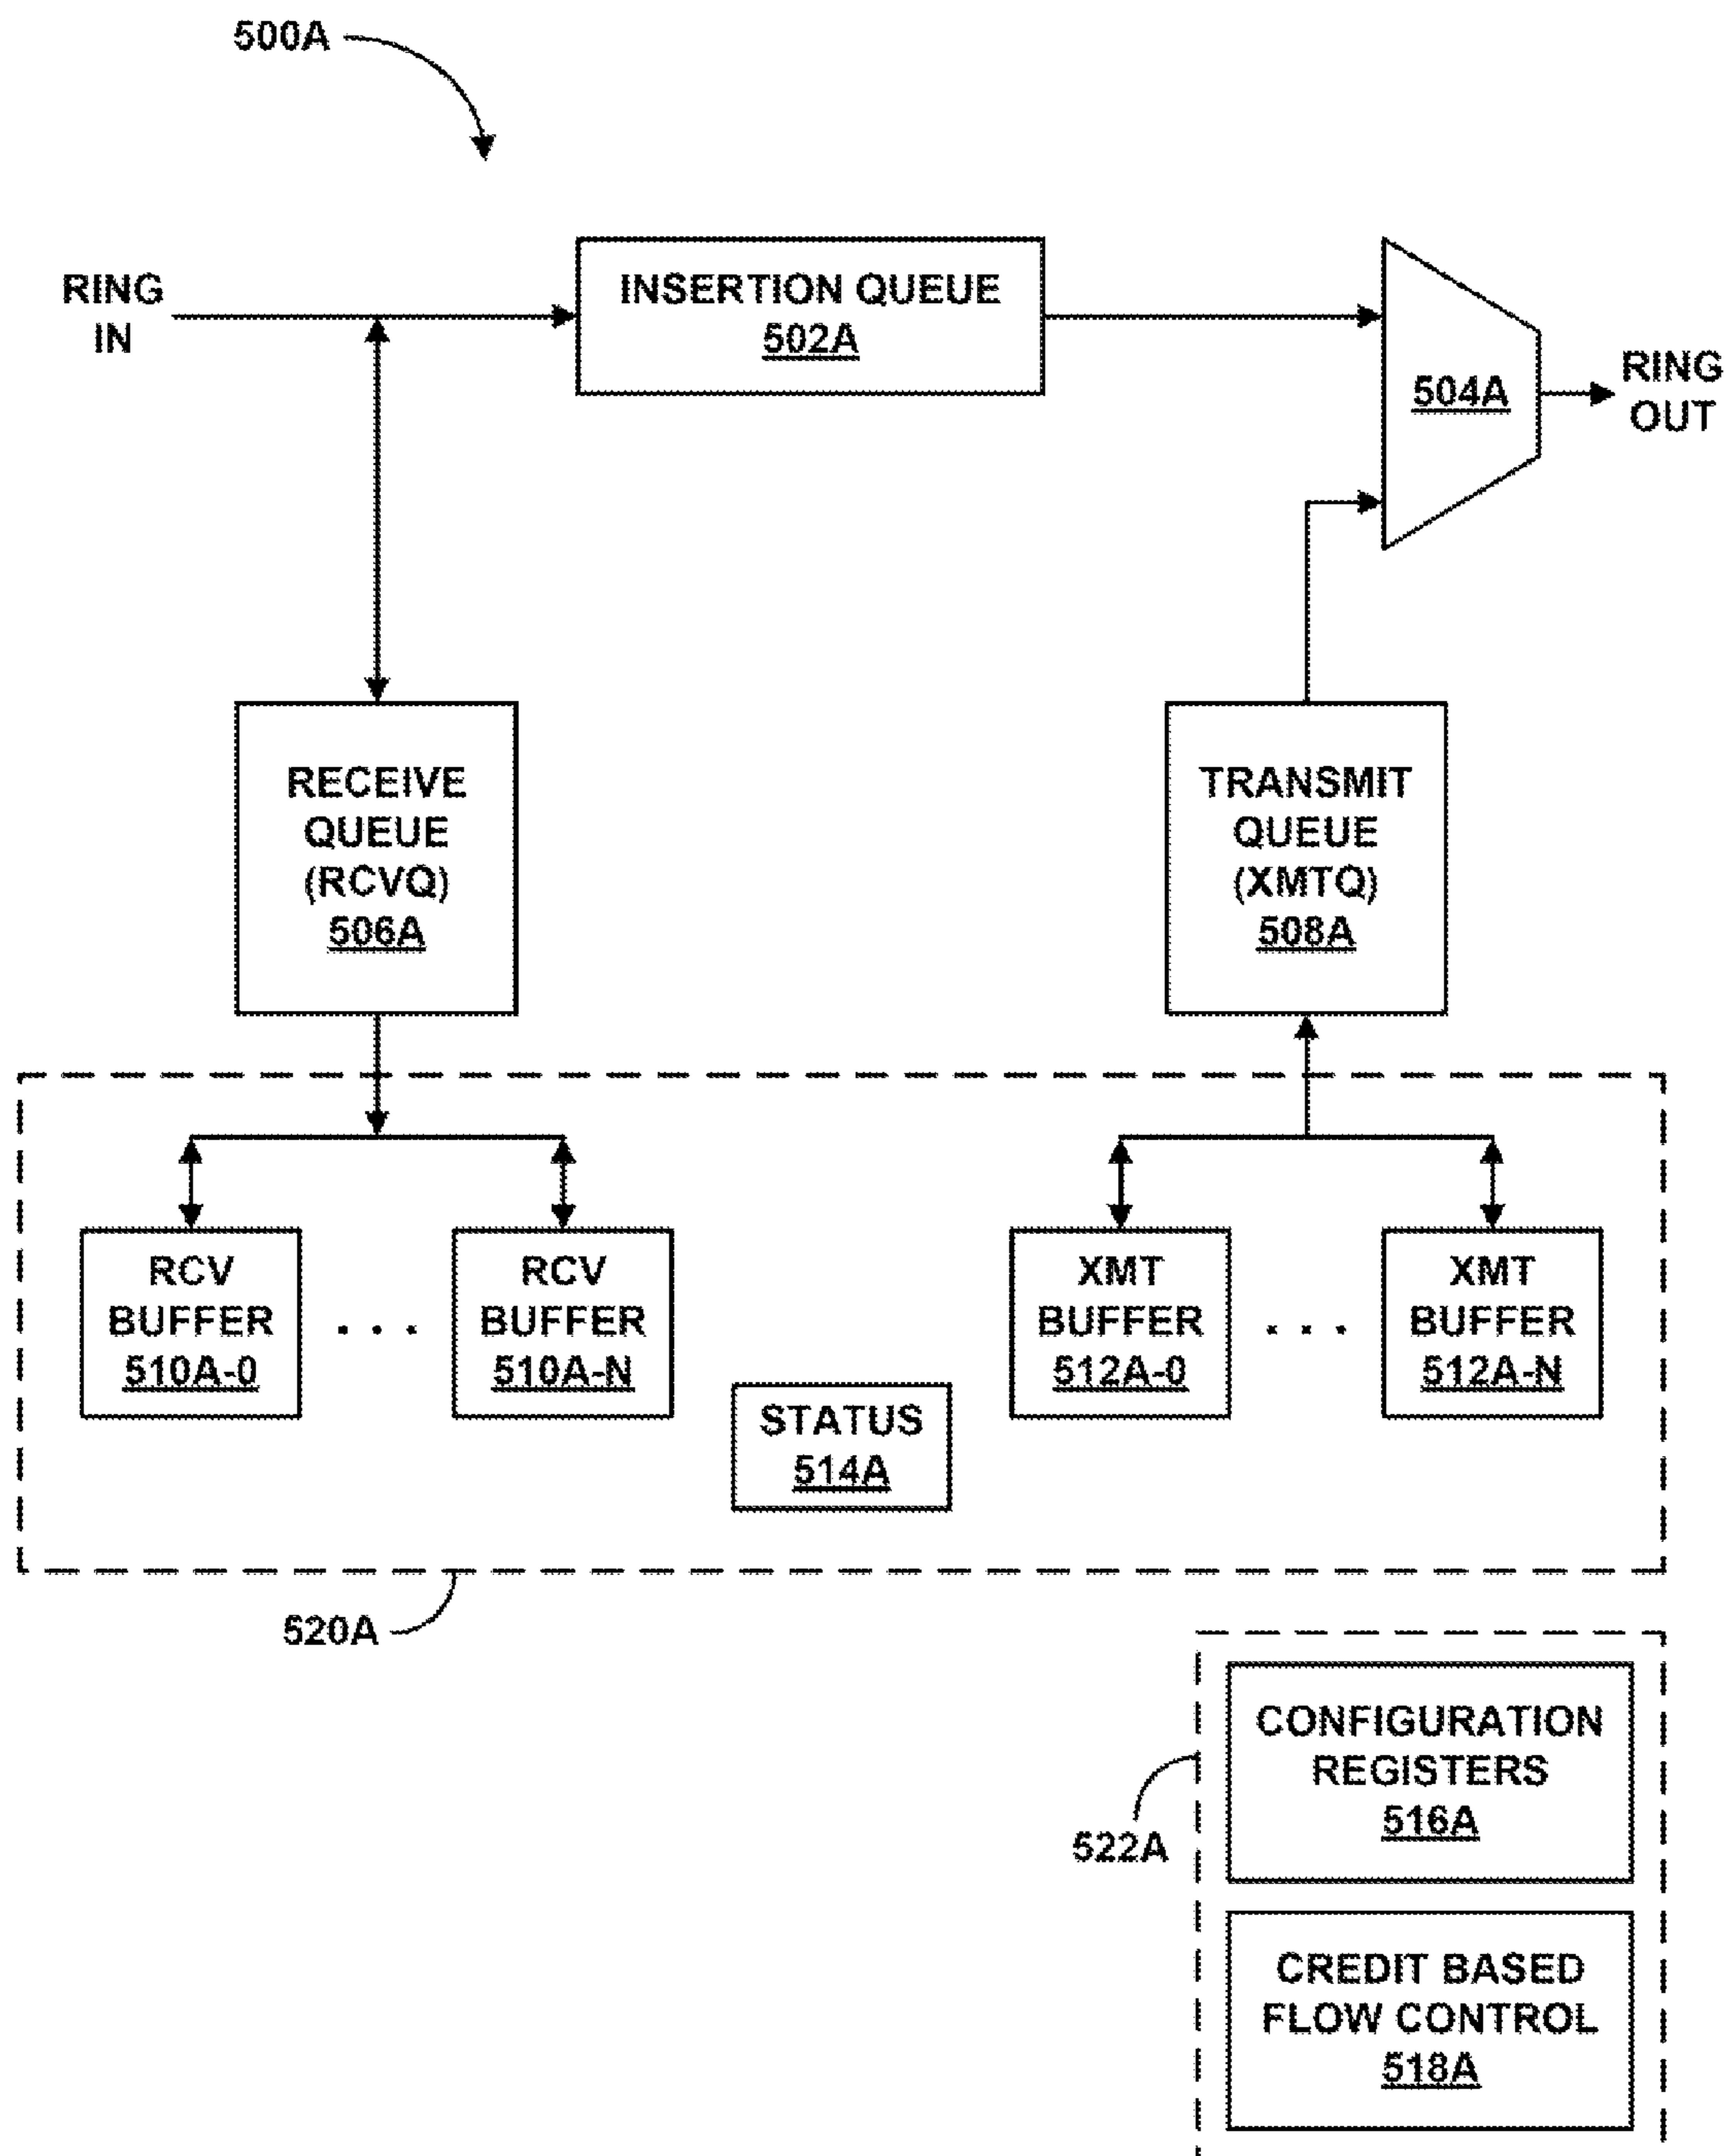 500A
RING
IN
INSERTION QUEUE
502A
504A
RING
OUT
RECEIVE
QUEUE
(RCVQ)
506A
TRANSMIT
QUEUE
(XMTQ)
508A
RCV
BUFFER
510A-0
. . .
RCV
BUFFER
510A-N
STATUS
514A
XMT
BUFFER
512A-0
. . .
XMT
BUFFER
512A-N
520A
522A
CONFIGURATION
REGISTERS
516A
CREDIT BASED
FLOW CONTROL
518A